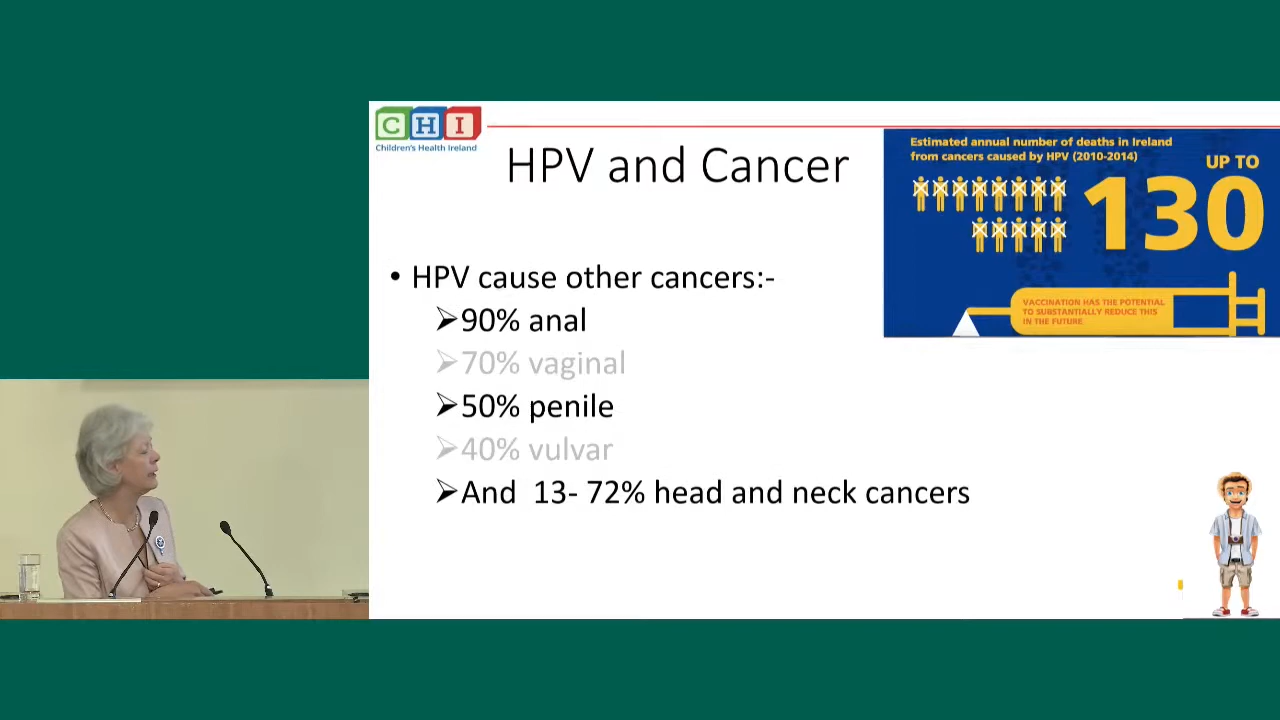 CHI
Children's Health Ireland
HPV and Cancer
Estimated annual number of deaths in Ireland
from cancers caused by HPV (2010-2014)
UP TO
130
VACCINATION HAS THE POTENTIAL
TO SUBSTANTIALLY REDUCE THIS
IN THE FUTURE
• HPV cause other cancers:-
➢90% anal
➢70% vaginal
➢50% penile
➢40% vulvar
➢And 13- 72% head and neck cancers